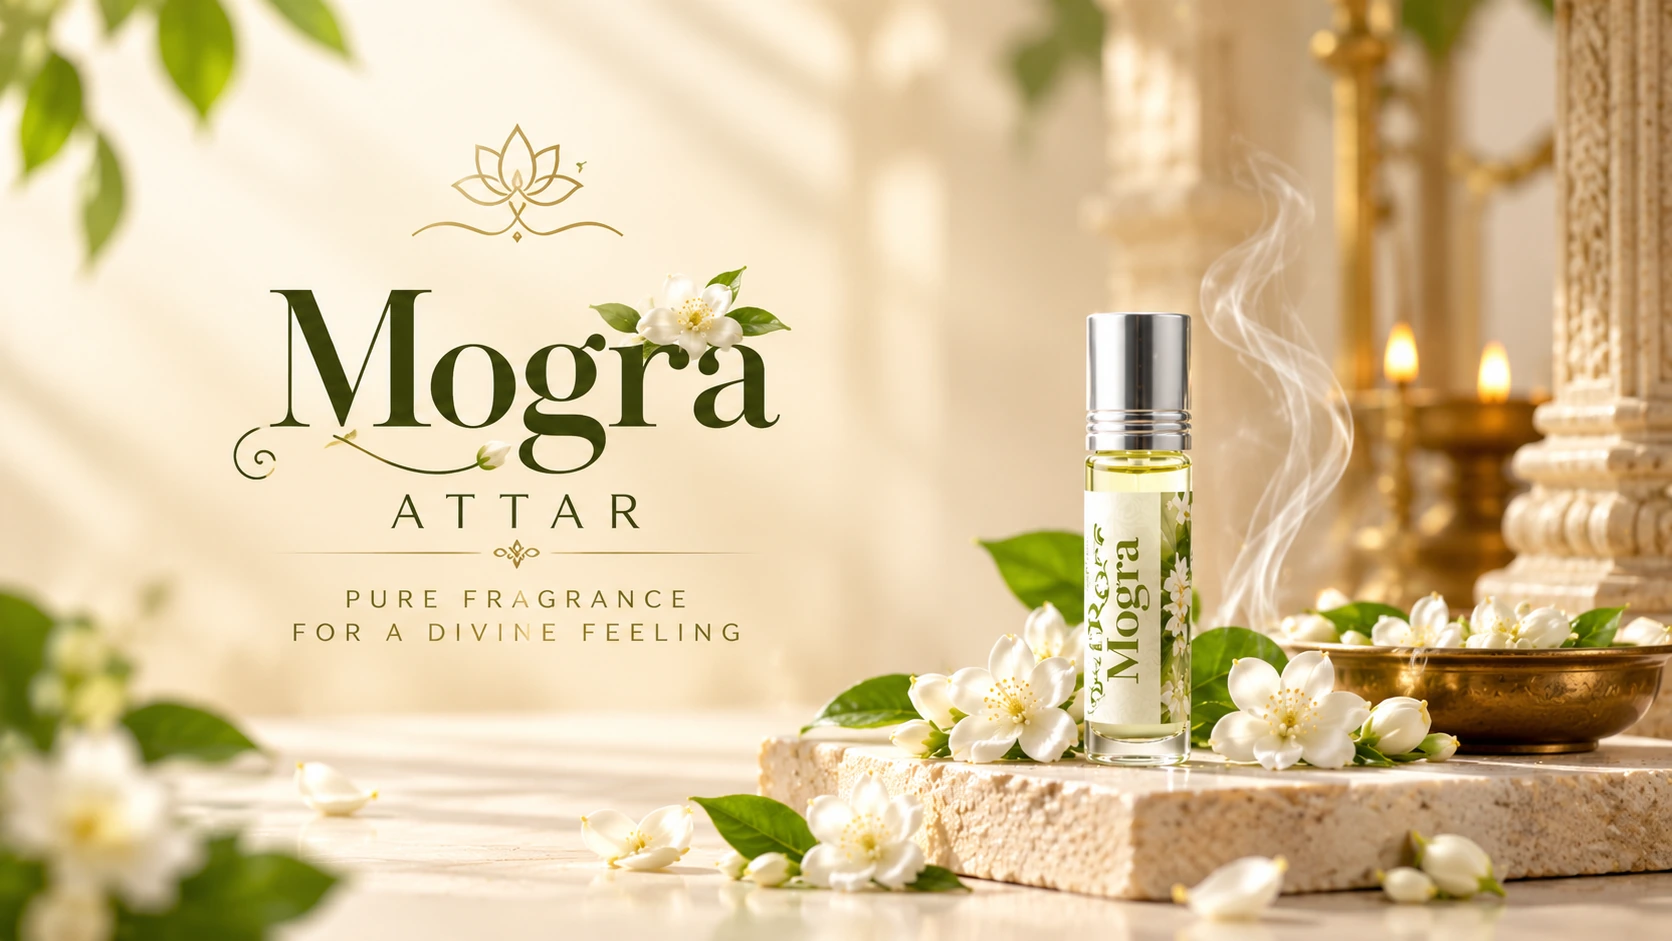 Mogra
ATTAR
PURE FRAGRANCE
FOR A DIVINE FEELING
Mogra